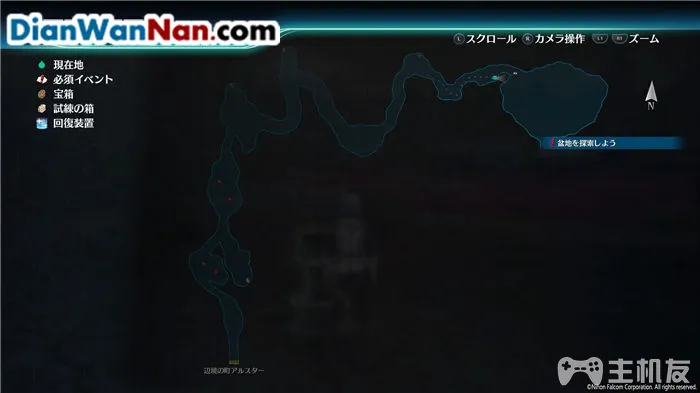 DianWanNan.com
L スクロール R カメラ操作 L1 R1 ズーム
現在地
必須イベント
宝箱
試練の箱
回復装置
N
盆地を探索しよう
辺境の町アルスター
主机友
©Nihon Falcom Corporation. All rights reserved.